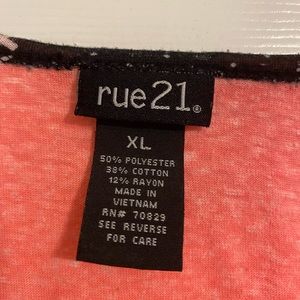 rue21®
XL
50% POLYESTER
38% COTTON
12% RAYON
MADE IN
VIETNAM
RN# 70829
SEE REVERSE
FOR CARE